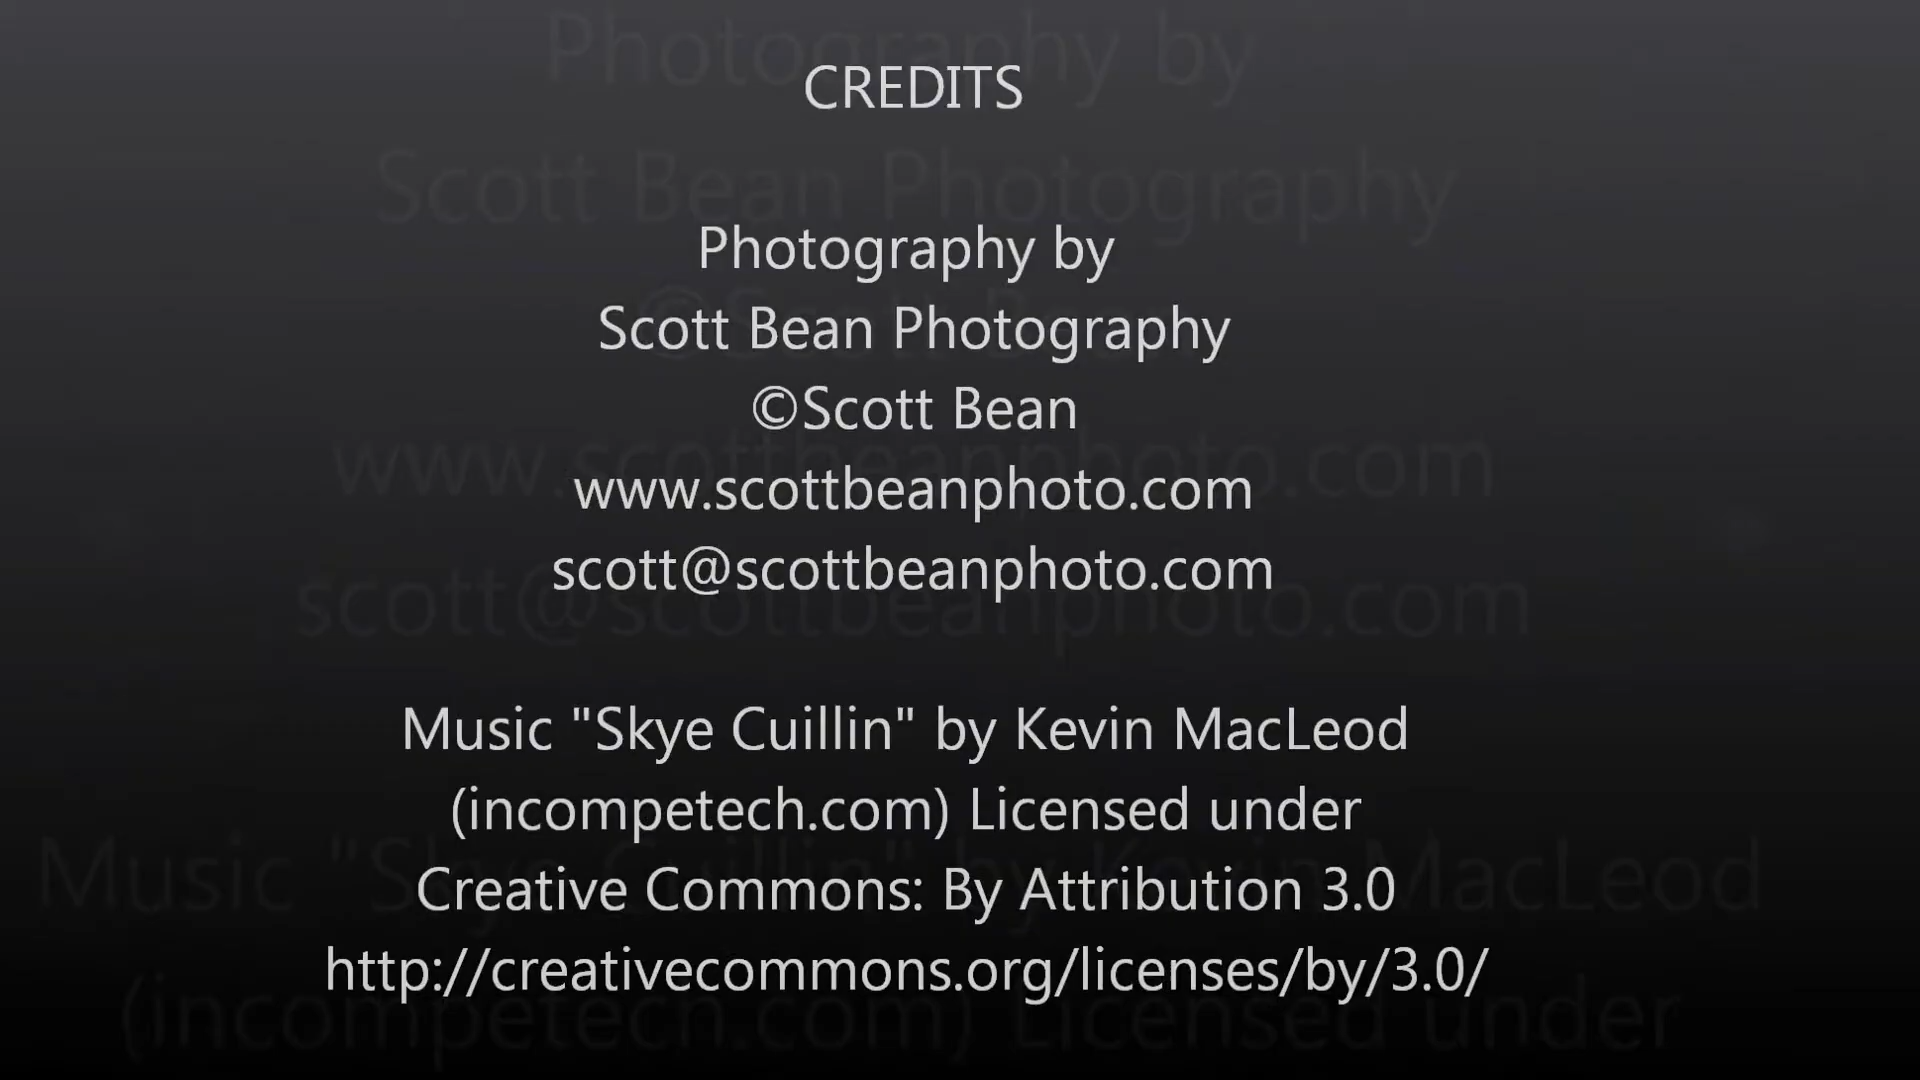 CREDITS
Photography by
Scott Bean Photography
©Scott Bean
www.scottbeanphoto.com
scott@scottbeanphoto.com
Music "Skye Cuillin" by Kevin MacLeod
(incompetech.com) Licensed under
Creative Commons: By Attribution 3.0
http://creativecommons.org/licenses/by/3.0/